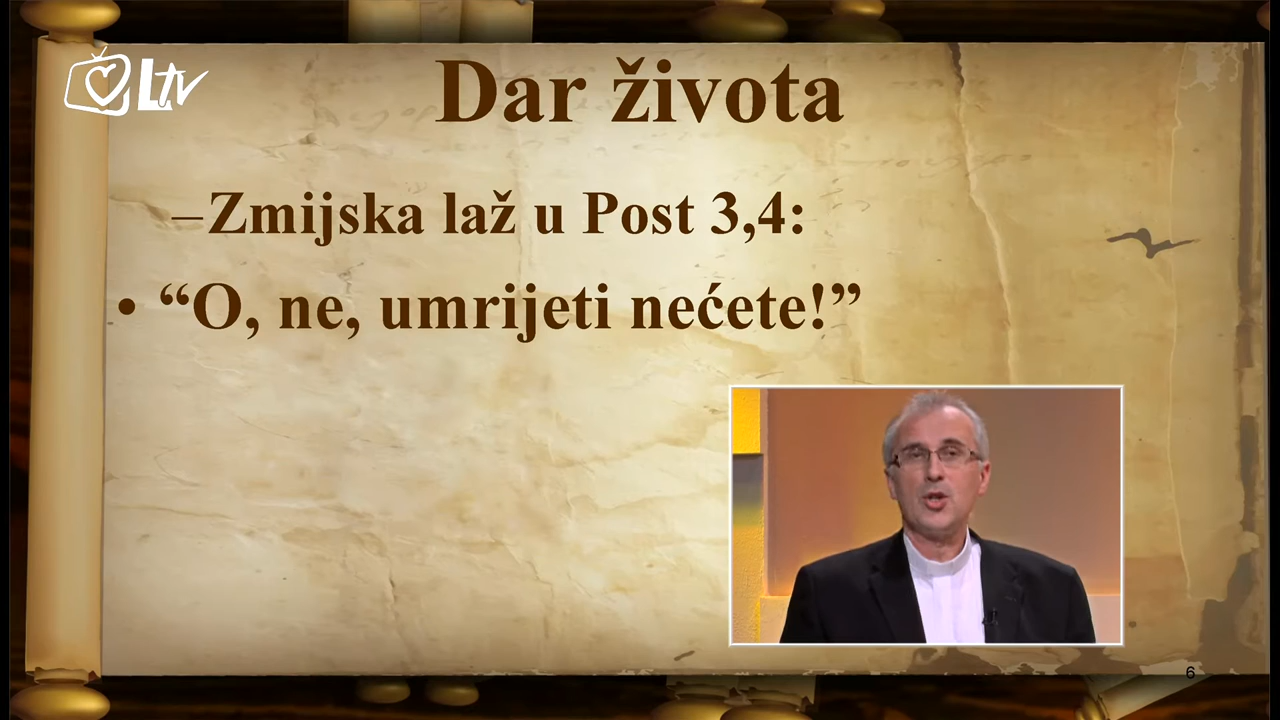 Ltv
Dar života
–Zmijska laž u Post 3,4:
• “O, ne, umrijeti nećete!”
6